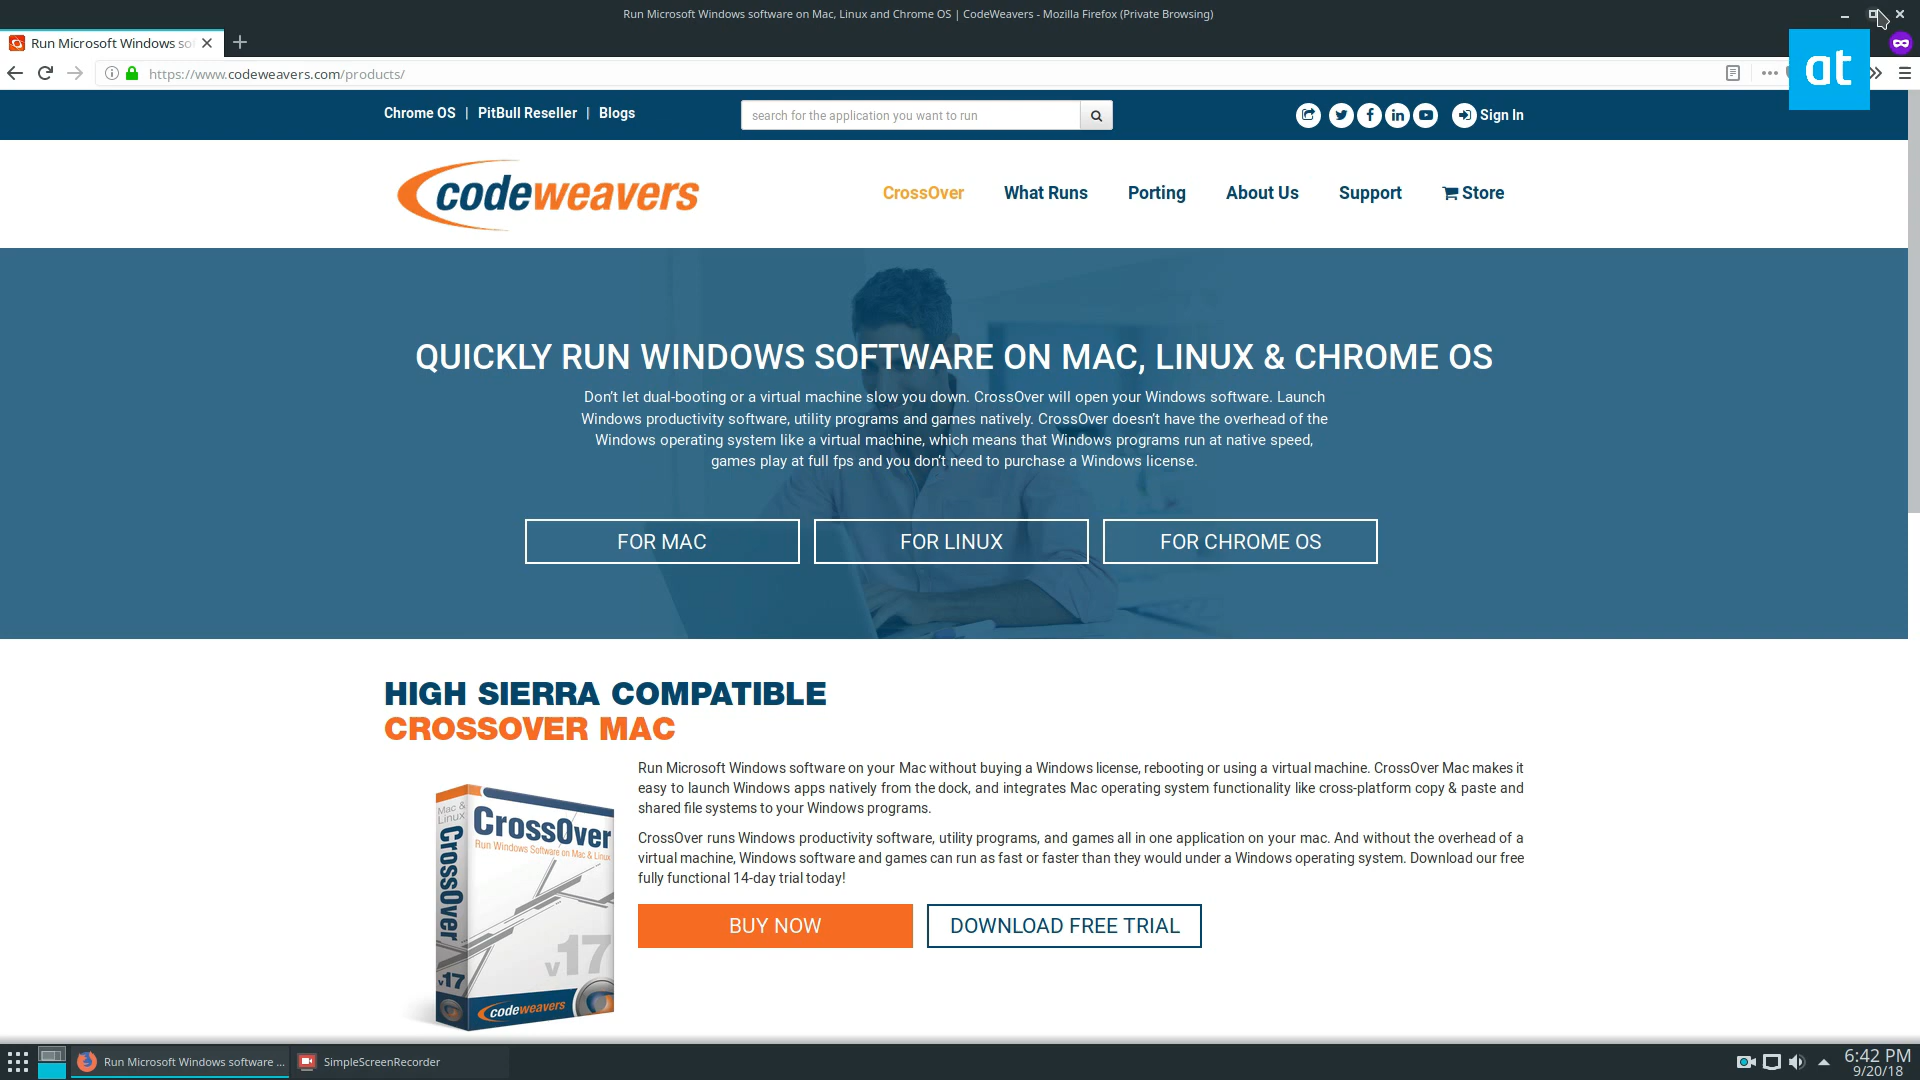 Run Microsoft Windows software on Mac, Linux and Chrome OS | CodeWeavers - Mozilla Firefox (Private Browsing)
Run Microsoft Windows so
at
https://www.codeweavers.com/products/
Chrome OS | PitBull Reseller | Blogs
search for the application you want to run
Sign In
codeweavers
CrossOver What Runs Porting About Us Support Store
QUICKLY RUN WINDOWS SOFTWARE ON MAC, LINUX & CHROME OS
Don't let dual-booting or a virtual machine slow you down. CrossOver will open your Windows software. Launch
Windows productivity software, utility programs and games natively. CrossOver doesn't have the overhead of the
Windows operating system like a virtual machine, which means that Windows programs run at native speed,
games play at full fps and you don't need to purchase a Windows license.
FOR MAC FOR LINUX FOR CHROME OS
HIGH SIERRA COMPATIBLE
CROSSOVER MAC
Run Microsoft Windows software on your Mac without buying a Windows license, rebooting or using a virtual machine. CrossOver Mac makes it
easy to launch Windows apps natively from the dock, and integrates Mac operating system functionality like cross-platform copy & paste and
shared file systems to your Windows programs.
CrossOver runs Windows productivity software, utility programs, and games all in one application on your mac. And without the overhead of a
virtual machine, Windows software and games can run as fast or faster than they would under a Windows operating system. Download our free
fully functional 14-day trial today!
BUY NOW DOWNLOAD FREE TRIAL
Mac &
Linux
CrossOver
v17
CrossOver
Run Windows Software on Mac & Linux
v17
codeweavers
Run Microsoft Windows software ...
SimpleScreenRecorder
6:42 PM
9/20/18